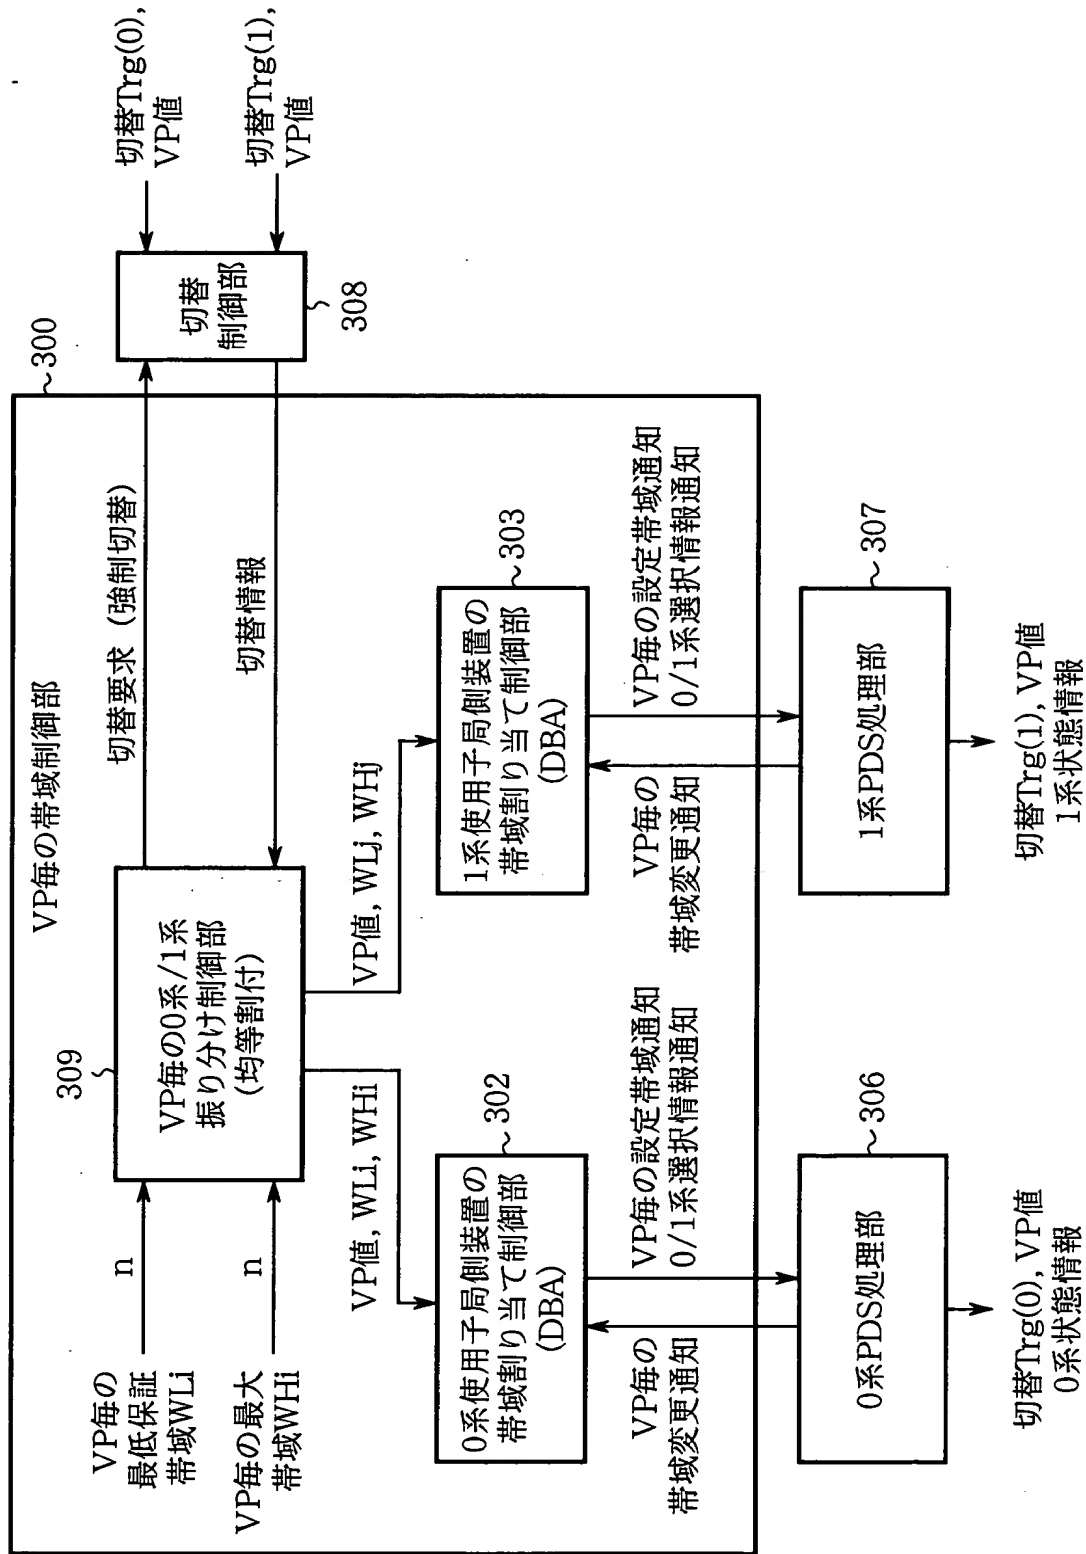 VP毎の帯域制御部
300
VP毎の
最低保証
帯域WLi
n
VP毎の最大
帯域WHi
n
309
VP毎の0系/1系
振り分け制御部
(均等割付)
切替要求 (強制切替)
切替情報
切替
制御部
308
切替Trg(0),
VP値
切替Trg(1),
VP値
VP値, WLi, WHi
VP値, WLj, WHj
302
0系使用子局側装置の
帯域割り当て制御部
(DBA)
303
1系使用子局側装置の
帯域割り当て制御部
(DBA)
VP毎の
帯域変更通知
VP毎の設定帯域通知
0/1系選択情報通知
VP毎の
帯域変更通知
VP毎の設定帯域通知
0/1系選択情報通知
306
0系PDS処理部
307
1系PDS処理部
切替Trg(0), VP値
0系状態情報
切替Trg(1), VP値
1系状態情報